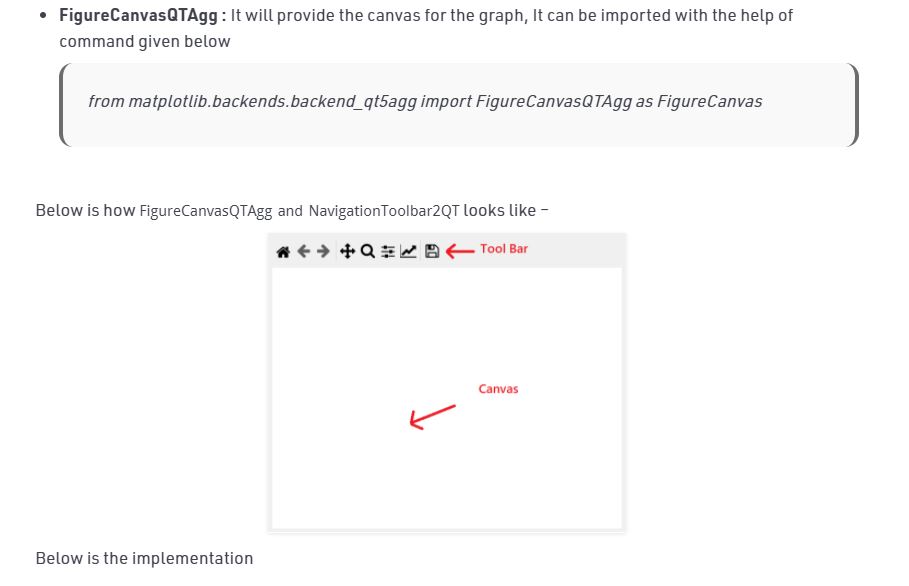 • FigureCanvasQTAgg : It will provide the canvas for the graph, It can be imported with the help of
command given below
from matplotlib.backends.backend_qt5agg import FigureCanvasQTAgg as FigureCanvas
Below is how FigureCanvasQTAgg and NavigationToolbar2QT looks like –
Tool Bar
Canvas
Below is the implementation